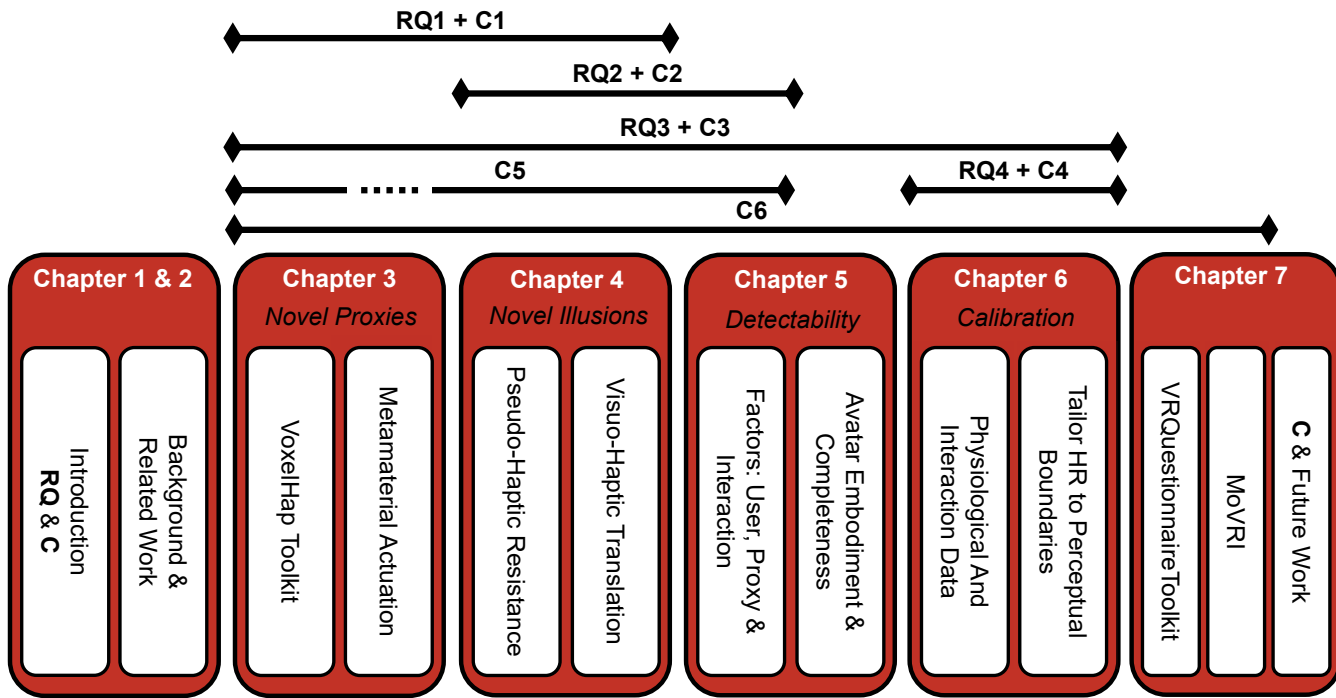 RQ1 + C1
RQ2 + C2
RQ3 + C3
C5
RQ4 + C4
C6
Chapter 1 & 2
Introduction
RQ & C
Background &
Related Work
Chapter 3
Novel Proxies
VoxelHap Toolkit
Metamaterial Actuation
Chapter 4
Novel Illusions
Pseudo-Haptic Resistance
Visuo-Haptic Translation
Chapter 5
Detectability
Factors: User, Proxy &
Interaction
Avatar Embodiment &
Completeness
Chapter 6
Calibration
Physiological And
Interaction Data
Tailor HR to Perceptual
Boundaries
Chapter 7
VRQuestionnaireToolkit
MoVRI
C & Future Work